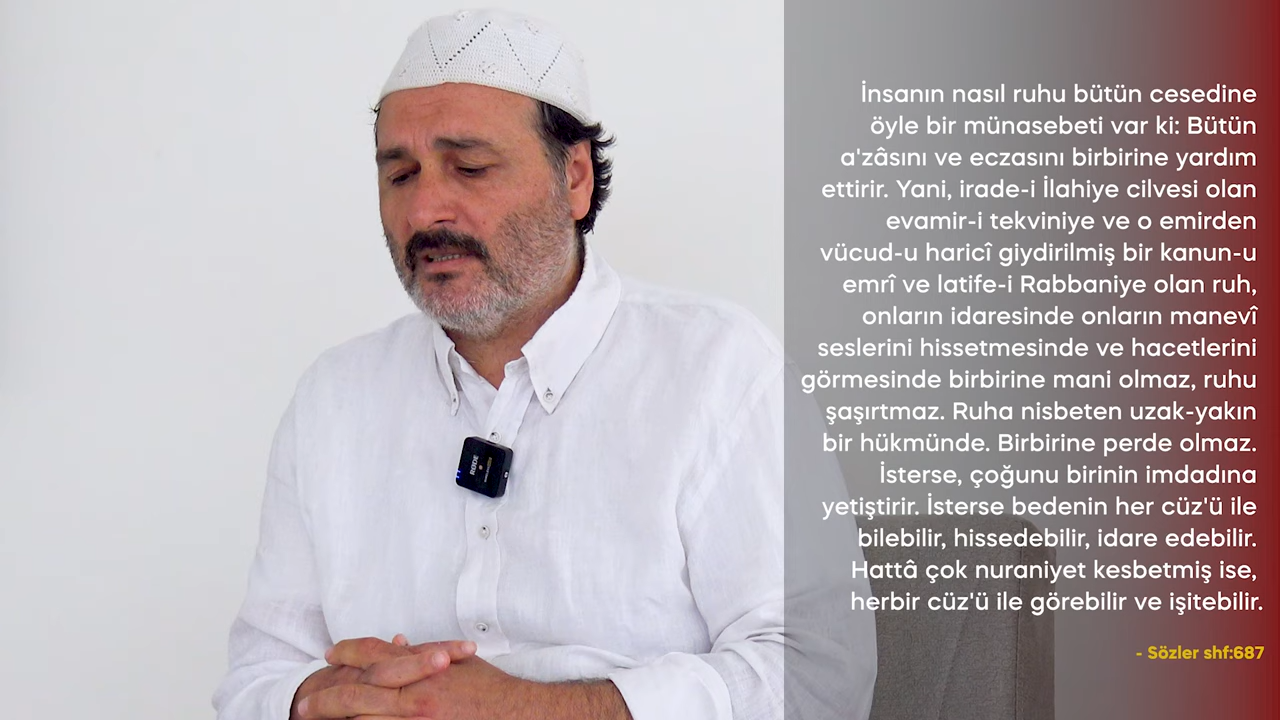 İnsanın nasıl ruhu bütün cesedine
öyle bir münasebeti var ki: Bütün
a'zâsını ve eczasını birbirine yardım
ettirir. Yani, irade-i İlahiye cilvesi olan
evamir-i tekviniye ve o emirden
vücud-u haricî giydirilmiş bir kanun-u
emrî ve latife-i Rabbaniye olan ruh,
onların idaresinde onların manevî
seslerini hissetmesinde ve hacetlerini
görmesinde birbirine mani olmaz, ruhu
şaşırtmaz. Ruha nisbeten uzak-yakın
bir hükmünde. Birbirine perde olmaz.
İsterse, çoğunu birinin imdadına
yetiştirir. İsterse bedenin her cüz'ü ile
bilebilir, hissedebilir, idare edebilir.
Hattâ çok nuraniyet kesbetmiş ise,
herbir cüz'ü ile görebilir ve işitebilir.
- Sözler shf:687
RØDE